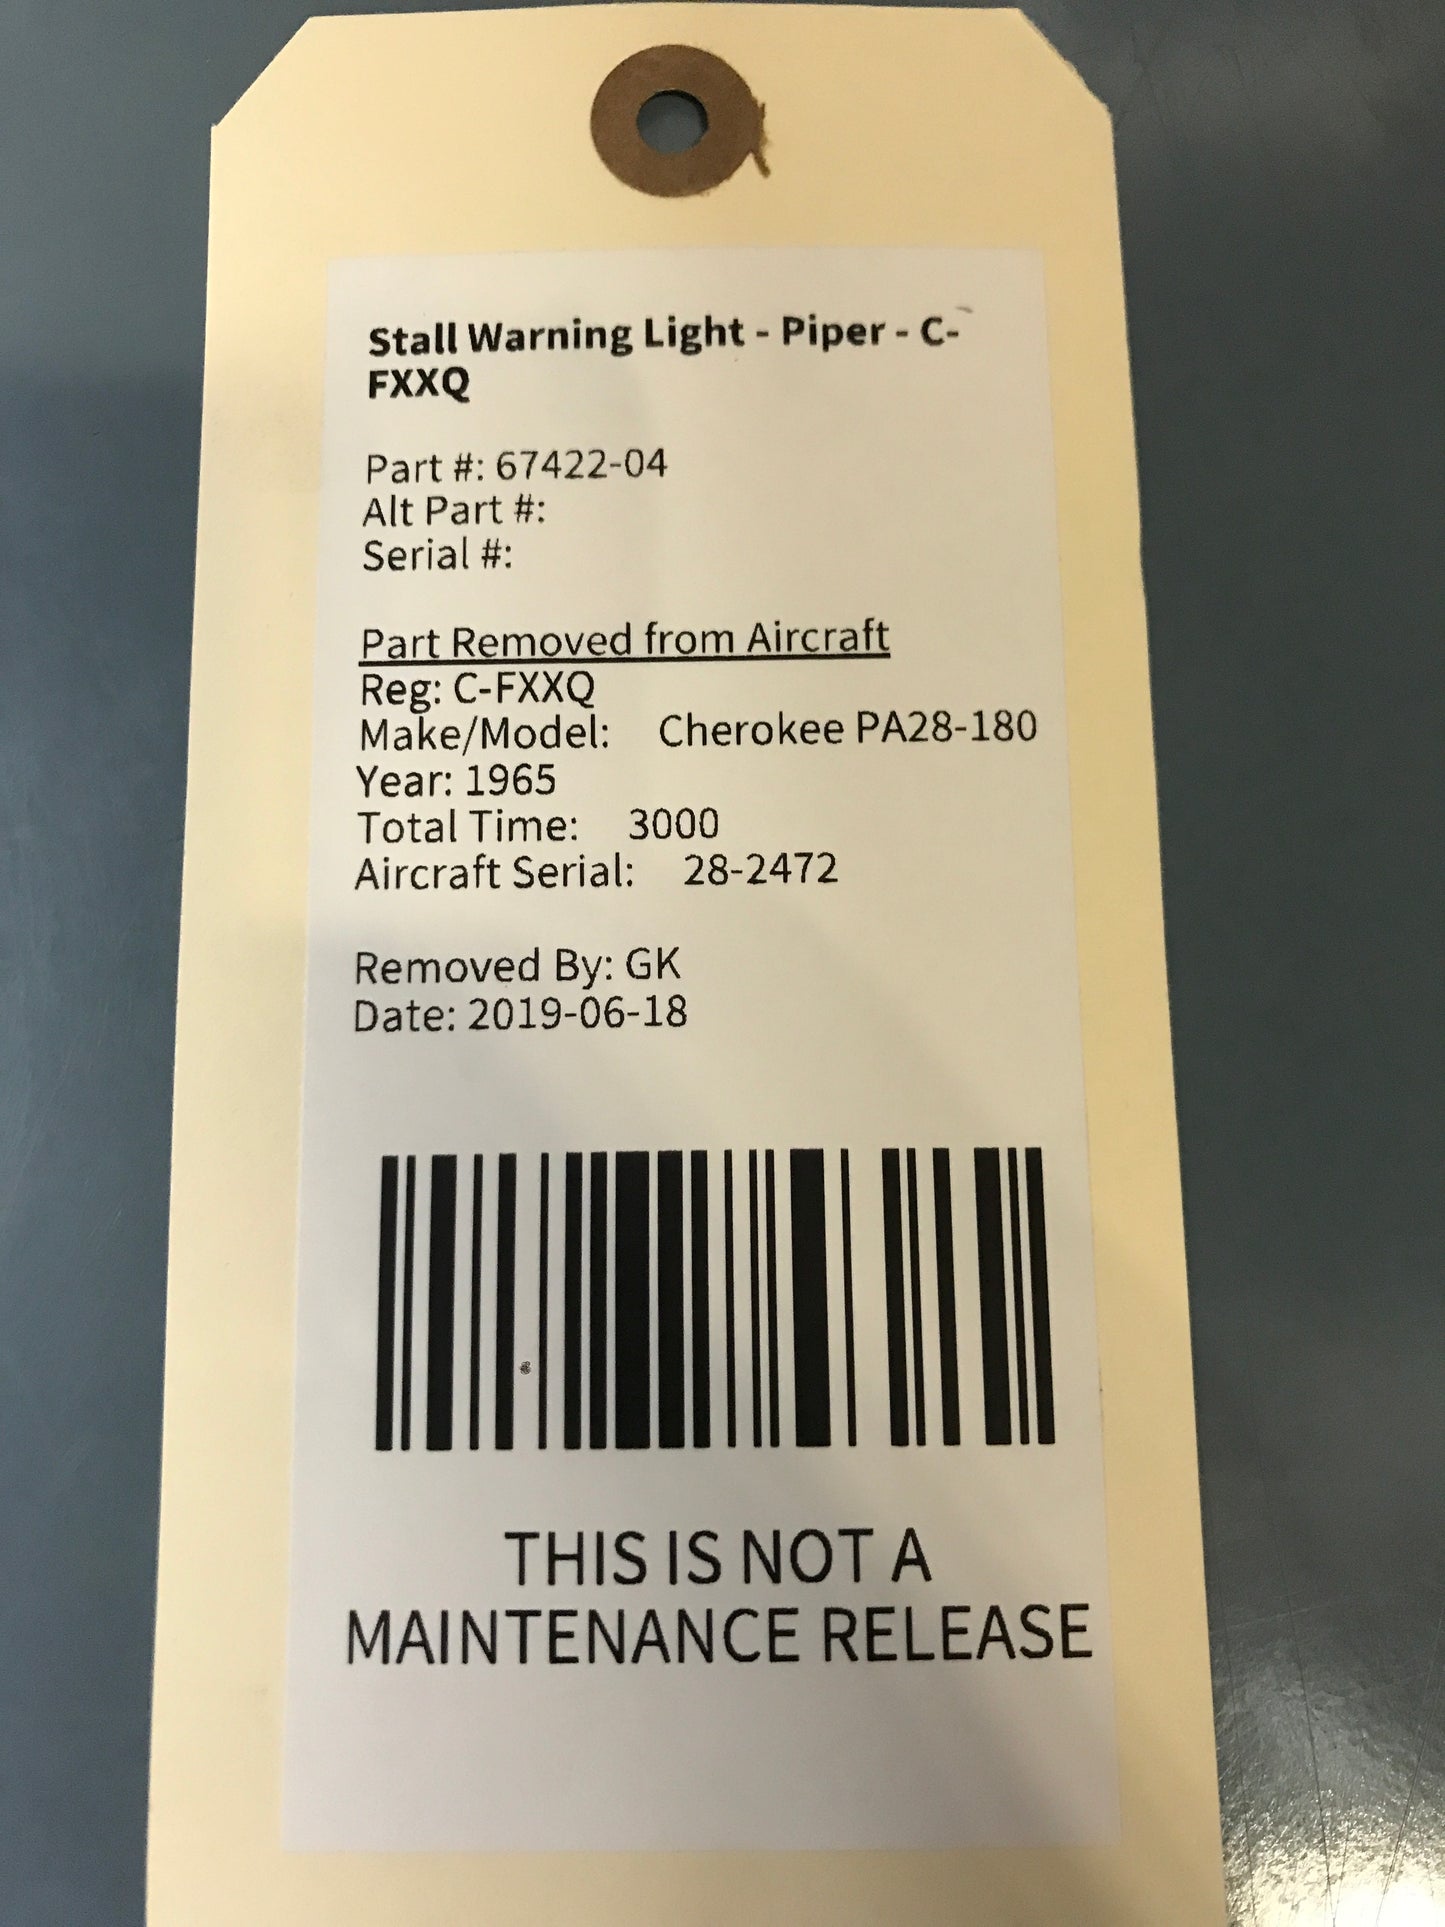 Stall Warning Light - Piper - C-
FXXQ
Part #: 67422-04
Alt Part #:
Serial #:
Part Removed from Aircraft
Reg: C-FXXQ
Make/Model: Cherokee PA28-180
Year: 1965
Total Time: 3000
Aircraft Serial: 28-2472
Removed By: GK
Date: 2019-06-18
THIS IS NOT A
MAINTENANCE RELEASE